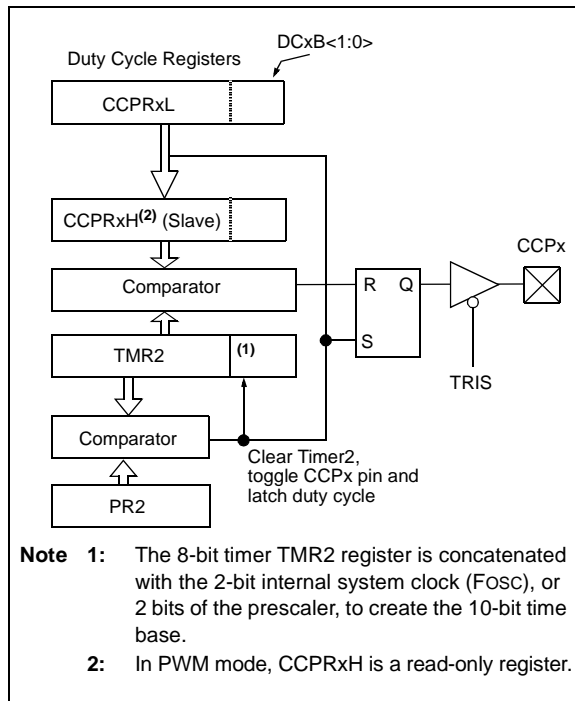 DCxB<1:0>
Duty Cycle Registers
CCPRxL
CCPRxH(2) (Slave)
CCPx
Comparator
R Q
TMR2
(1)
S
TRIS
Comparator
Clear Timer2,
toggle CCPx pin and
latch duty cycle
PR2
Note 1: The 8-bit timer TMR2 register is concatenated
with the 2-bit internal system clock (FOSC), or
2 bits of the prescaler, to create the 10-bit time
base.
2: In PWM mode, CCPRxH is a read-only register.